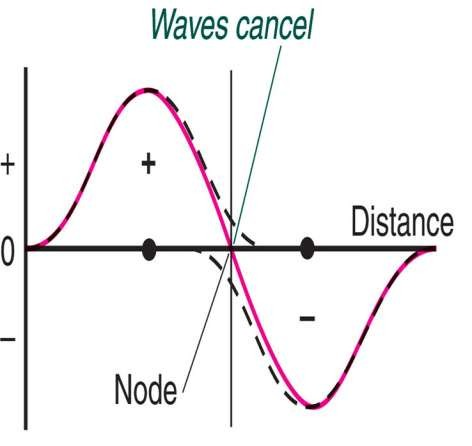 Waves cancel
+
+
Distance
0
–
–
Node